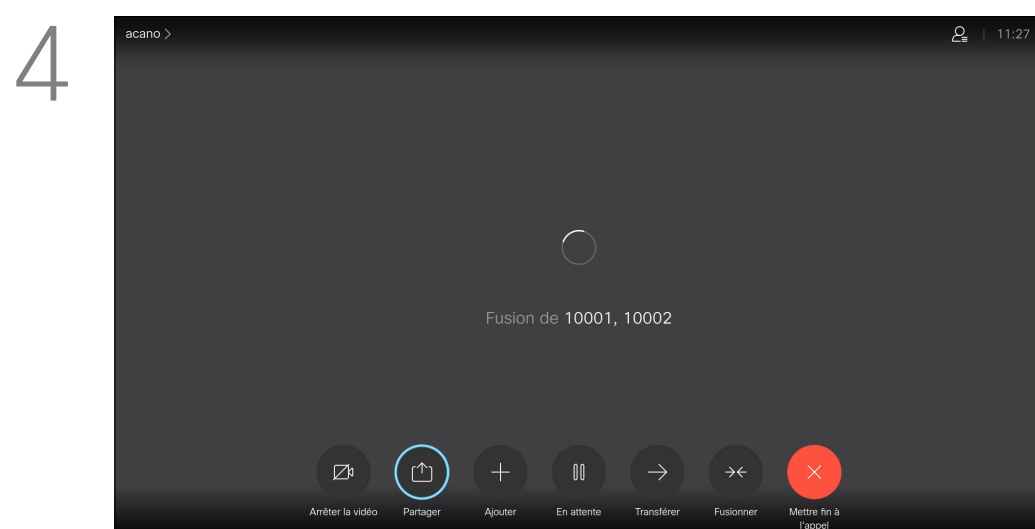 4
acano >
11:27
Fusion de 10001, 10002
Arrêter la vidéo
Partager
Ajouter
En attente
Transférer
Fusionner
Mettre fin à
l'appel